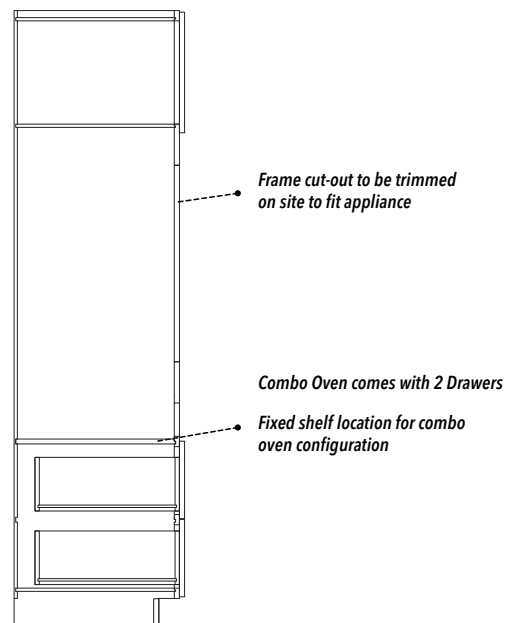 Frame cut-out to be trimmed
on site to fit appliance
Combo Oven comes with 2 Drawers
Fixed shelf location for combo
oven configuration